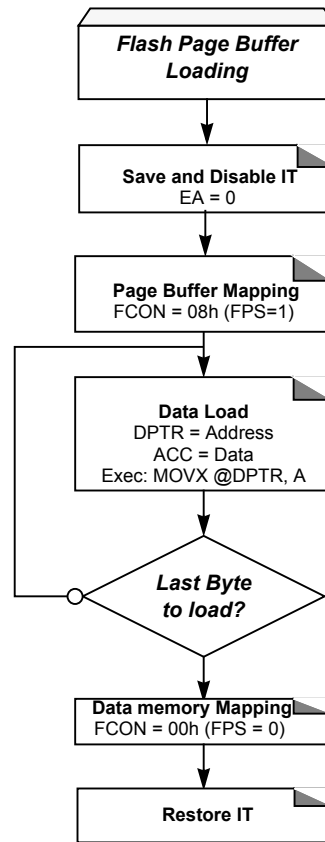 Flash Page Buffer
Loading
Save and Disable IT
EA = 0
Page Buffer Mapping
FCON = 08h (FPS=1)
Data Load
DPTR = Address
ACC = Data
Exec: MOVX @DPTR, A
Last Byte
to load?
Data memory Mapping
FCON = 00h (FPS = 0)
Restore IT